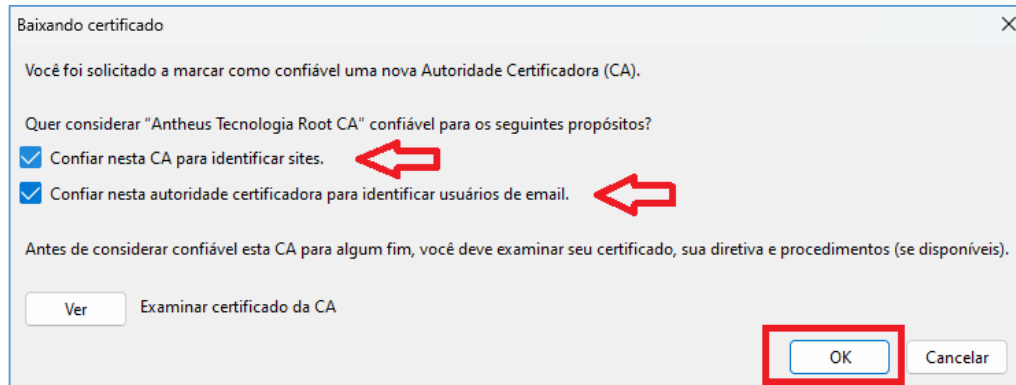 Baixando certificado
Você foi solicitado a marcar como confiável uma nova Autoridade Certificadora (CA).
Quer considerar "Antheus Tecnologia Root CA" confiável para os seguintes propósitos?
Confiar nesta CA para identificar sites.
Confiar nesta autoridade certificadora para identificar usuários de email.
Antes de considerar confiável esta CA para algum fim, você deve examinar seu certificado, sua diretiva e procedimentos (se disponíveis).
Ver Examinar certificado da CA
OK Cancelar